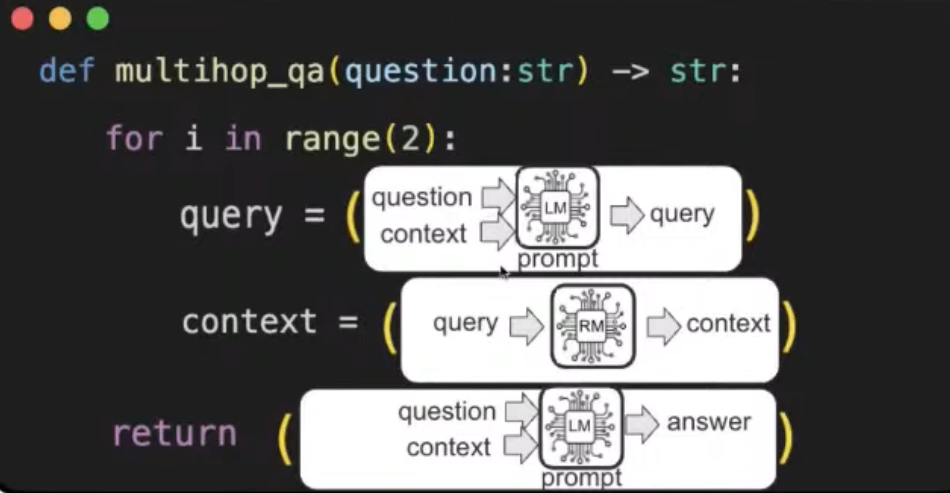 def multihop_qa(question:str) -> str:
for i in range(2):
query = ( question context LM prompt query )
context = ( query RM context )
return ( question context LM prompt answer )